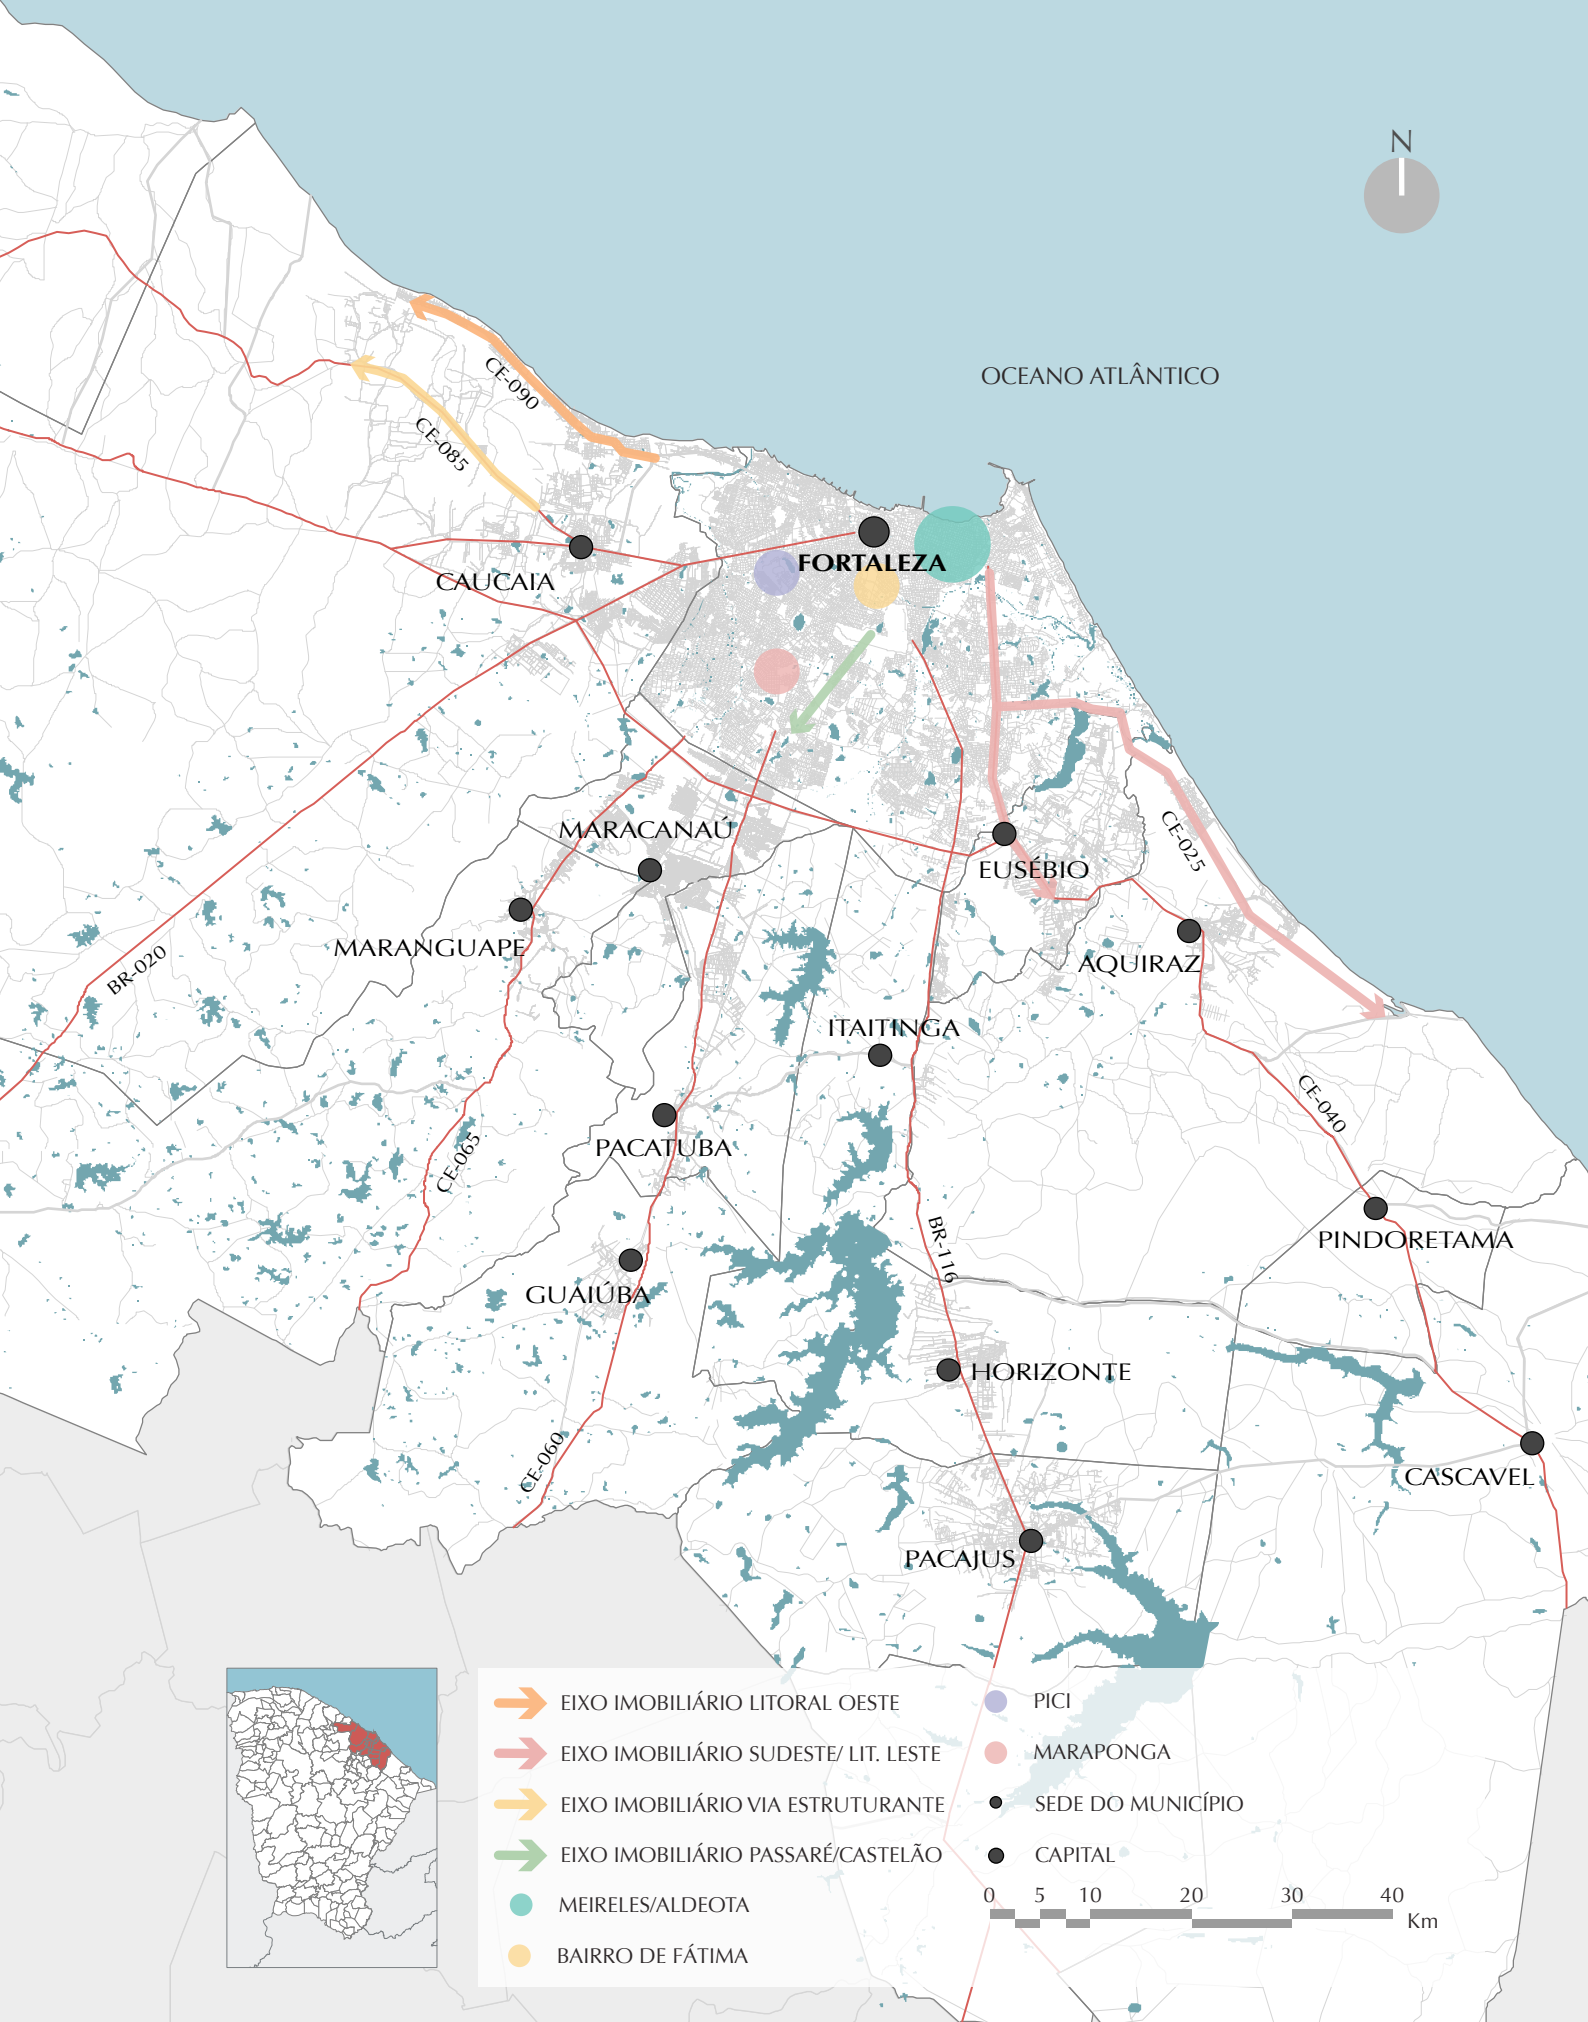 N
OCEANO ATLÂNTICO
CE-090
CE-085
FORTALEZA
CAUCAIA
MARACANAÚ
CE-025
EUSÉBIO
MARANGUAPE
AQUIRAZ
BR-020
ITAITINGA
CE-040
PACATUBA
CE-065
BR-116
PINDORETAMA
GUAIÚBA
HORIZONTE
CE-060
CASCAVEL
PACAJUS
EIXO IMOBILIÁRIO LITORAL OESTE
EIXO IMOBILIÁRIO SUDESTE/ LIT. LESTE
EIXO IMOBILIÁRIO VIA ESTRUTURANTE
EIXO IMOBILIÁRIO PASSARÉ/CASTELÃO
MEIRELES/ALDEOTA
BAIRRO DE FÁTIMA
PICI
MARAPONGA
SEDE DO MUNICÍPIO
CAPITAL
0 5 10 20 30 40
Km